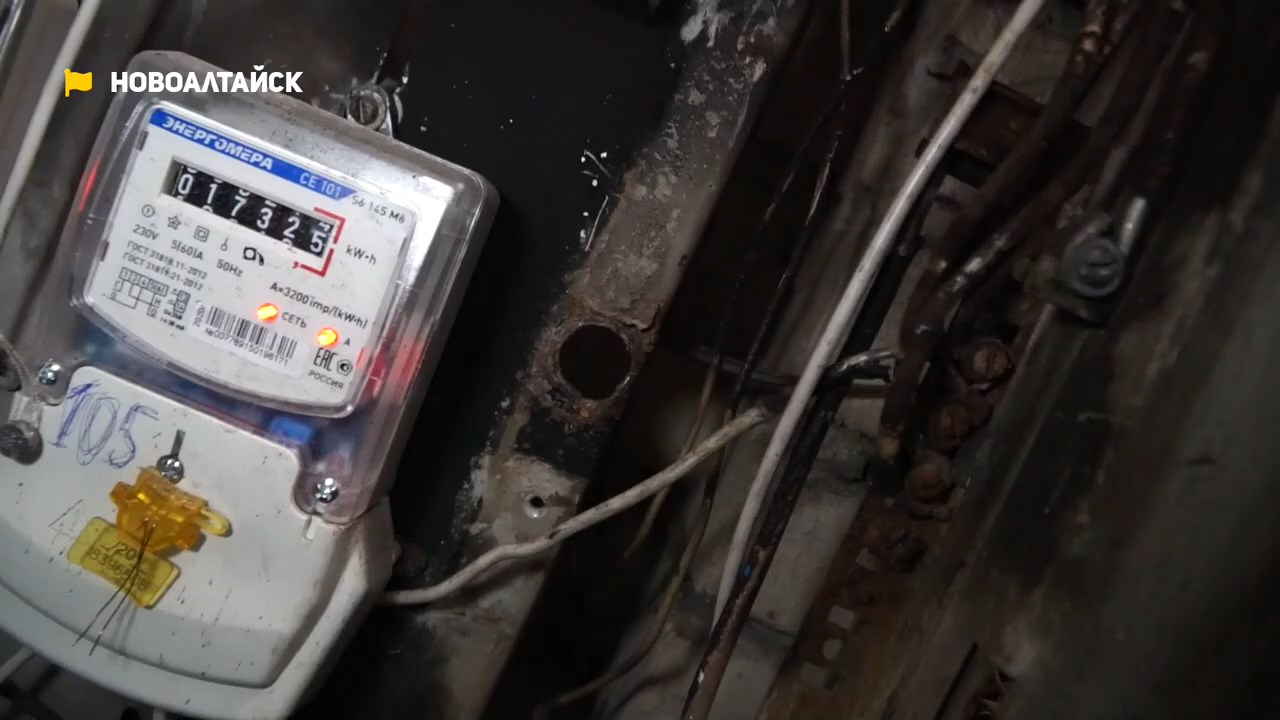 НОВОАЛТАЙСК
ЭНЕРГОМЕРА
CE 101
S6 145 M6
017325
kW•h
230V
5(60)A
50Hz
ГОСТ 31818.11-2012
ГОСТ 31819.21-2012
A=3200imp/(kW•h)
СЕТЬ
A
EAC
РОССИЯ
105